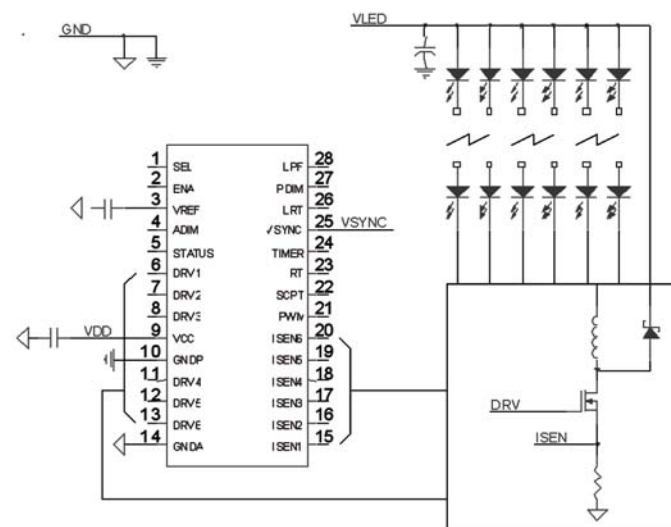 GND
VLED
1 SEL LPF 28
2 ENA PDIM 27
3 VREF LRT 26
4 ADIM VSYNC 25 VSYNC
5 STATUS TIMER 24
6 DRV1 RT 23
7 DRV2 SCPT 22
8 DRV3 PWM 21
VDD 9 VCC ISEN6 20
10 GNDP ISEN5 19
11 DRV4 ISEN4 18
12 DRV5 ISEN3 17
13 DRV6 ISEN2 16
14 GNDA ISEN1 15
DRV
ISEN